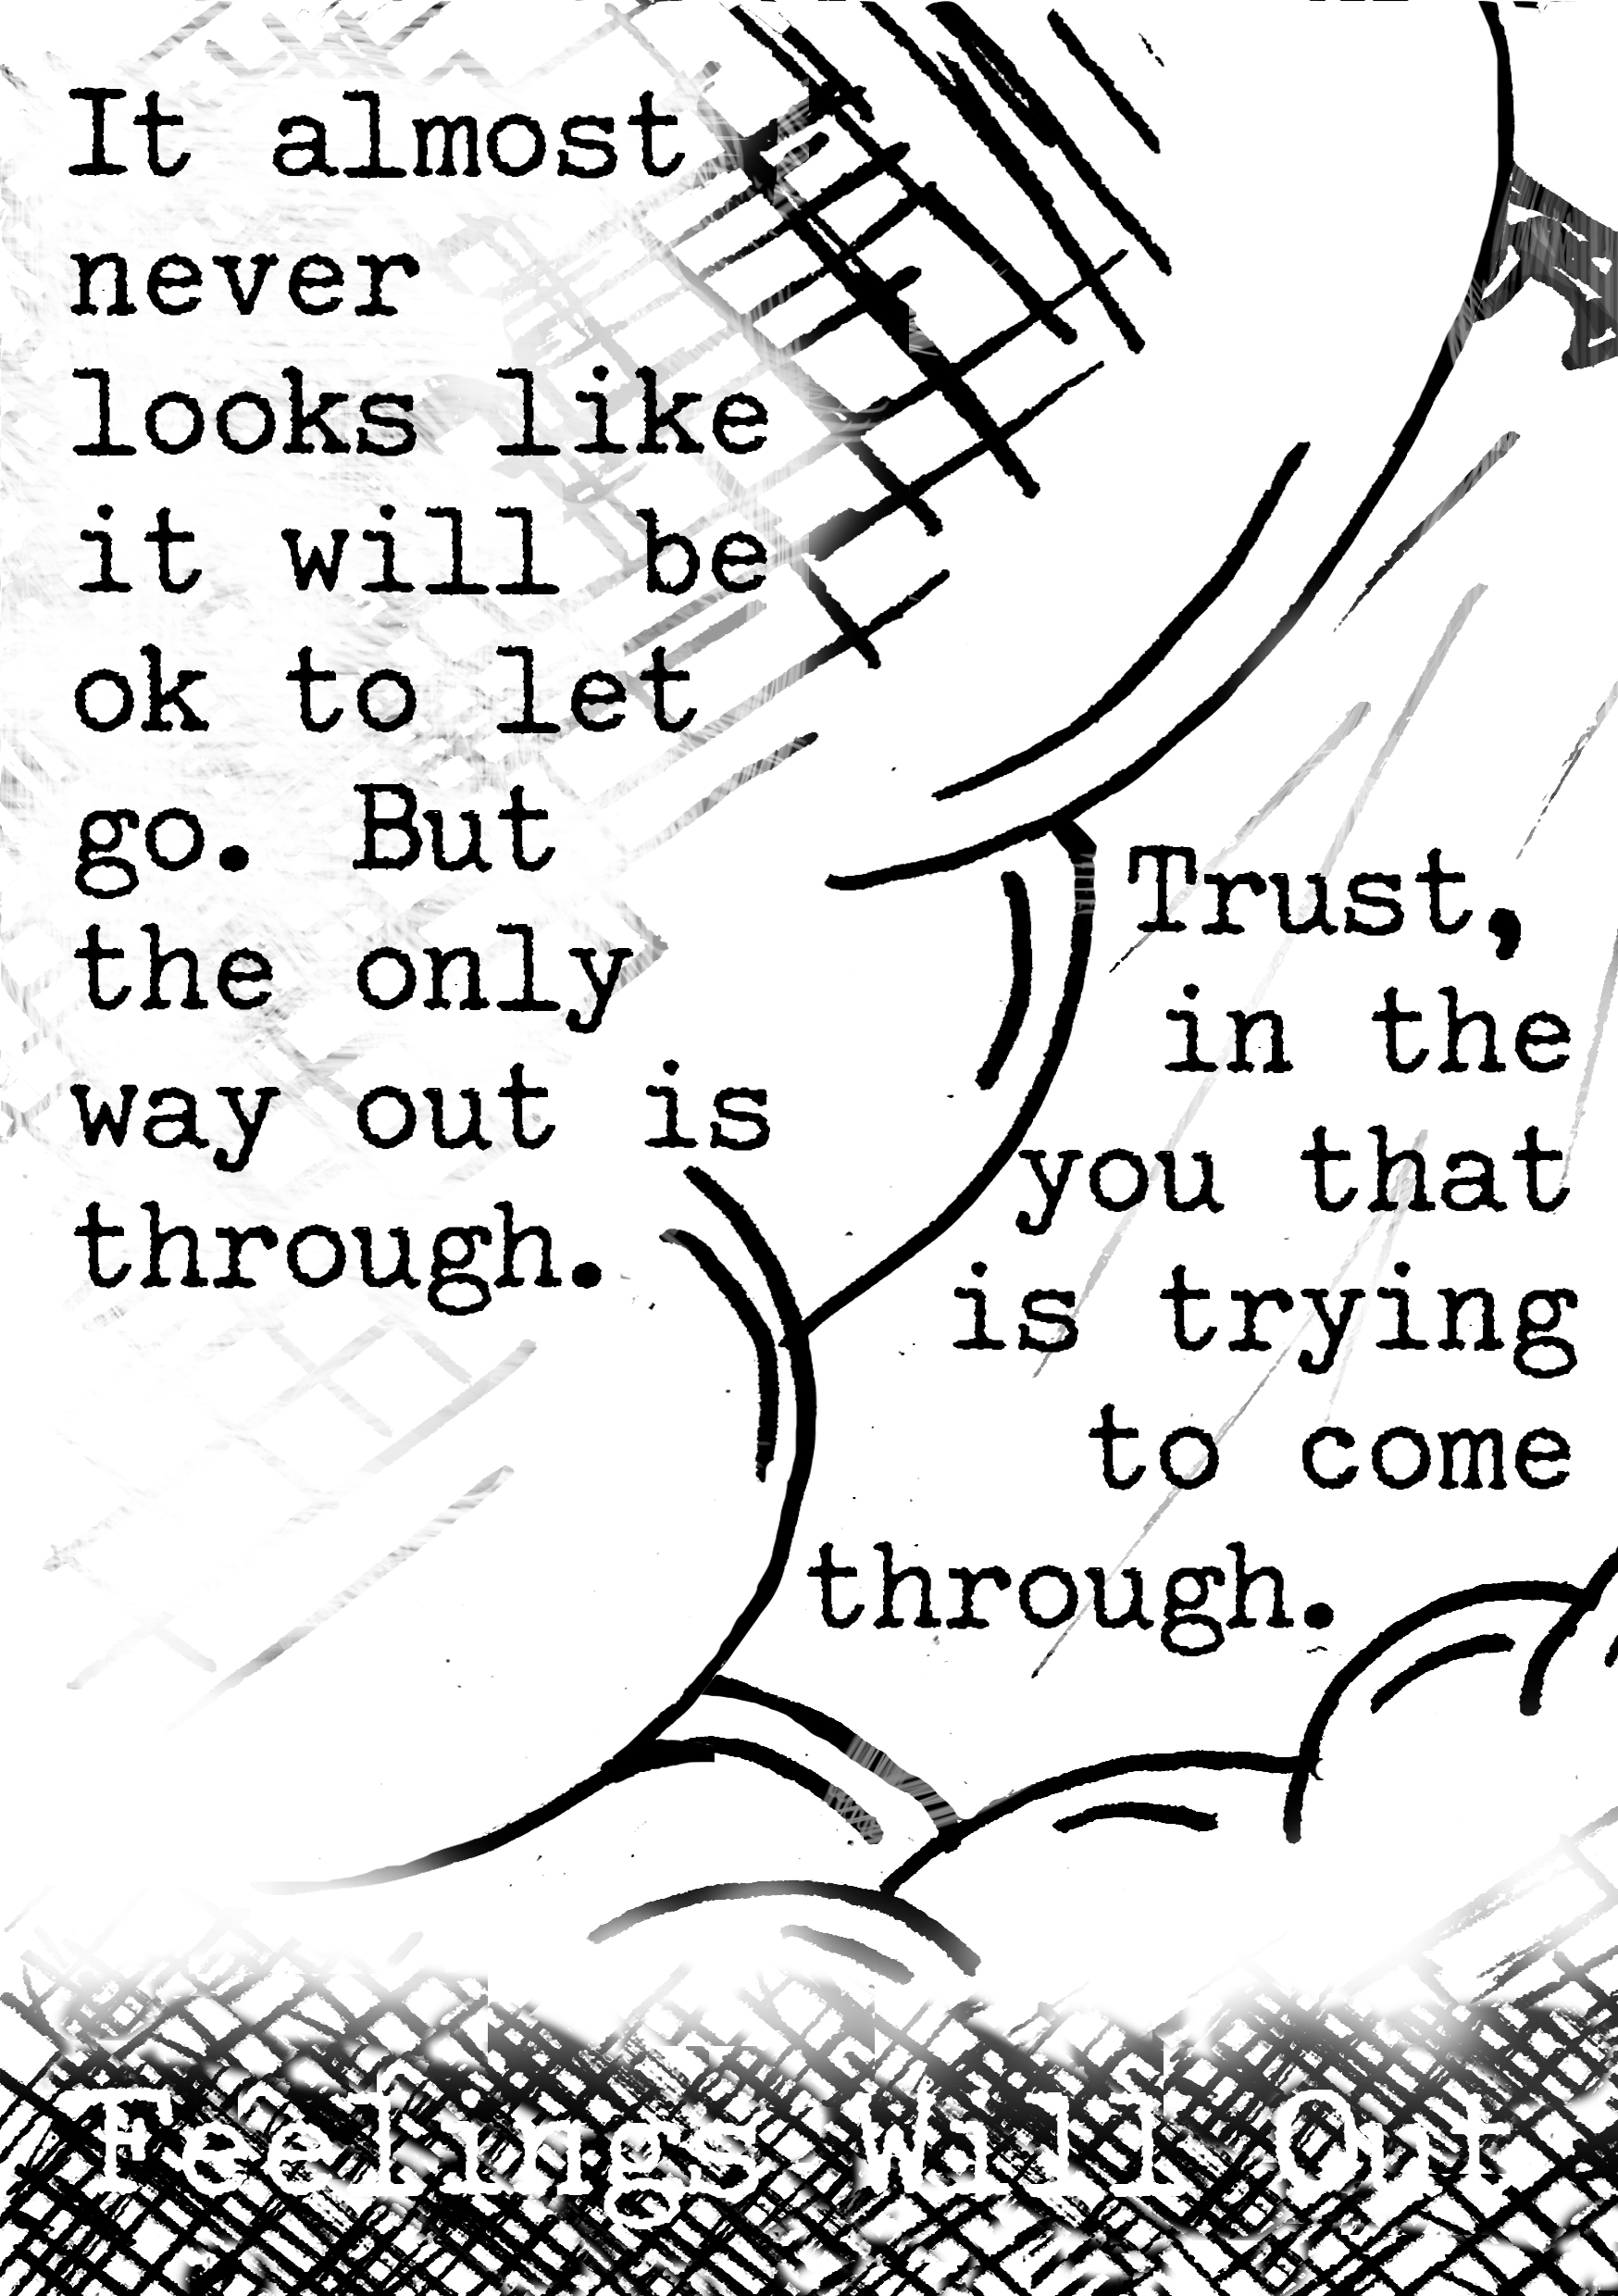 It almost
never
looks like
it will be
ok to let
go. But
the only
way out is
through.
Trust,
in the
you that
is trying
to come
through.
Feelings Will Out